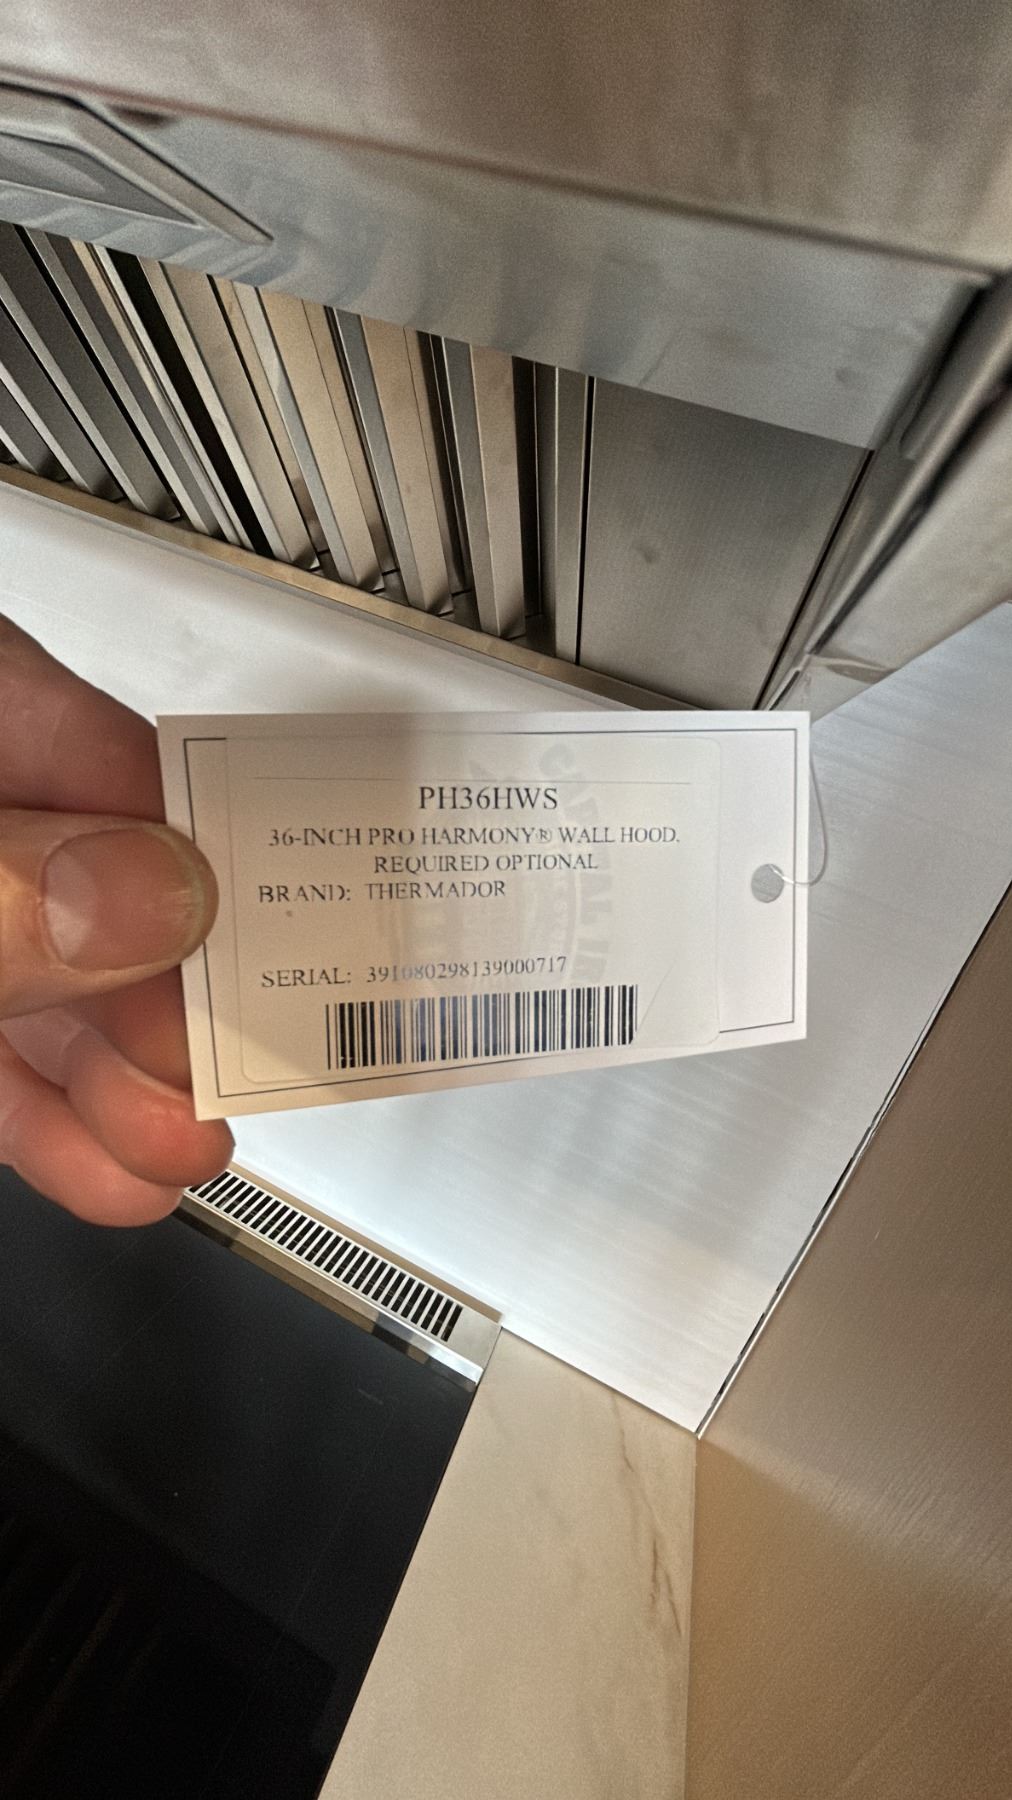 PH36HWS
36-INCH PRO HARMONY® WALL HOOD,
REQUIRED OPTIONAL
BRAND: THERMADOR
SERIAL: 391080298139000717